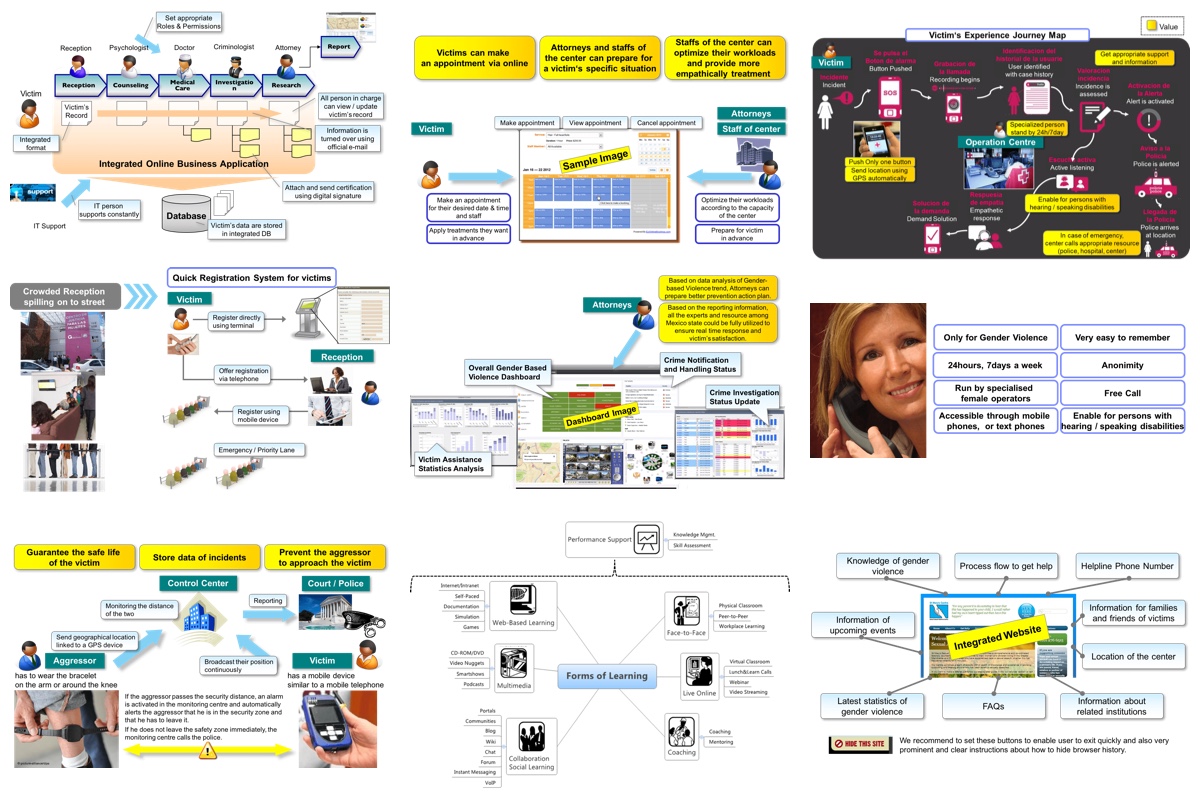 Set appropriate
Roles & Permissions
Reception
Psychologist
Doctor
Criminologist
Attorney
Report
Reception
Counseling
Medical
Care
Investigatio
n
Research
Victim
Victim's
Record
All person in charge
can view / update
victim's record
Integrated
format
Information is
turned over using
official e-mail
Integrated Online Business Application
support
IT person
supports constantly
Attach and send certification
using digital signature
IT Support
Database
Victim's data are stored
in integrated DB
Victims can make
an appointment via online
Attorneys and staffs of
the center can prepare for
a victim's specific situation
Staffs of the center can
optimize their workloads
and provide more
empathically treatment
Victim
Make appointment
View appointment
Cancel appointment
Attorneys
Staff of center
Sample Image
Make an appointment
for their desired date & time
and staff
Apply treatments they want
in advance
Optimize their workloads
according to the capacity
of the center
Prepare for victim
in advance
Value
Victim's Experience Journey Map
Victim
Incidente
Incident
Se pulsa el
Botón de alarma
Button Pushed
SOS
Grabación de
la llamada
Recording begins
Identificación del
historial de la usuaria
User identified
with case history
Get appropriate support
and information
Valoración
incidencia
Incidence is
assessed
Activación de
la Alerta
Alert is activated
Specialized person
stand by 24h/7day
Push Only one button
Send location using
GPS automatically
Operation Centre
Escucha activa
Active listening
Aviso a la
Policía
Police is alerted
Enable for persons with
hearing / speaking disabilities
Solución de
la demanda
Demand Solution
Respuesta
de empatía
Empathetic
response
Llegada de
la Policía
Police arrives
at location
In case of emergency,
center calls appropriate resource
(police, hospital, center)
Crowded Reception
spilling on to street
Quick Registration System for victims
Victim
Register directly
using terminal
Reception
Offer registration
via telephone
Register using
mobile device
Emergency / Priority Lane
Based on data analysis of Gender-
based Violence trend, Attorneys can
prepare better prevention action plan.
Attorneys
Based on the reporting information,
all the experts and resource among
Mexico state could be fully utilized to
ensure real time response and
victim's satisfaction.
Overall Gender Based
Violence Dashboard
Crime Notification
and Handling Status
Crime Investigation
Status Update
Dashboard Image
Victim Assistance
Statistics Analysis
Only for Gender Violence
Very easy to remember
24hours, 7days a week
Anonimity
Run by specialised
female operators
Free Call
Accessible through mobile
phones, or text phones
Enable for persons with
hearing / speaking disabilities
Guarantee the safe life
of the victim
Store data of incidents
Prevent the aggressor
to approach the victim
Control Center
Court / Police
Monitoring the distance
of the two
Reporting
Send geographical location
linked to a GPS device
Broadcast their position
continuously
Aggressor
has to wear the bracelet
on the arm or around the knee
Victim
has a mobile device
similar to a mobile telephone
If the aggressor passes the security distance, an alarm
is activated in the monitoring centre and automatically
alerts the aggressor that he is in the security zone and
that he has to leave it.
If he does not leave the safety zone immediately, the
monitoring centre calls the police.
Performance Support
Knowledge Mgmt.
Skill Assessment
Internet/Intranet
Self-Paced
Documentation
Simulation
Games
Web-Based Learning
Face-to-Face
Physical Classroom
Peer-to-Peer
Workplace Learning
CD-ROM/DVD
Video Nuggets
Smartshows
Podcasts
Multimedia
Forms of Learning
Live Online
Virtual Classroom
Lunch&Learn Calls
Webinar
Video Streaming
Portals
Communities
Blog
Wiki
Chat
Forum
Instant Messaging
VoIP
Collaboration
Social Learning
Coaching
Coaching
Mentoring
Knowledge of gender
violence
Process flow to get help
Helpline Phone Number
Information of
upcoming events
Integrated Website
Information for families
and friends of victims
Location of the center
Latest statistics of
gender violence
FAQs
Information about
related institutions
HIDE THIS SITE
We recommend to set these buttons to enable user to exit quickly and also very
prominent and clear instructions about how to hide browser history.